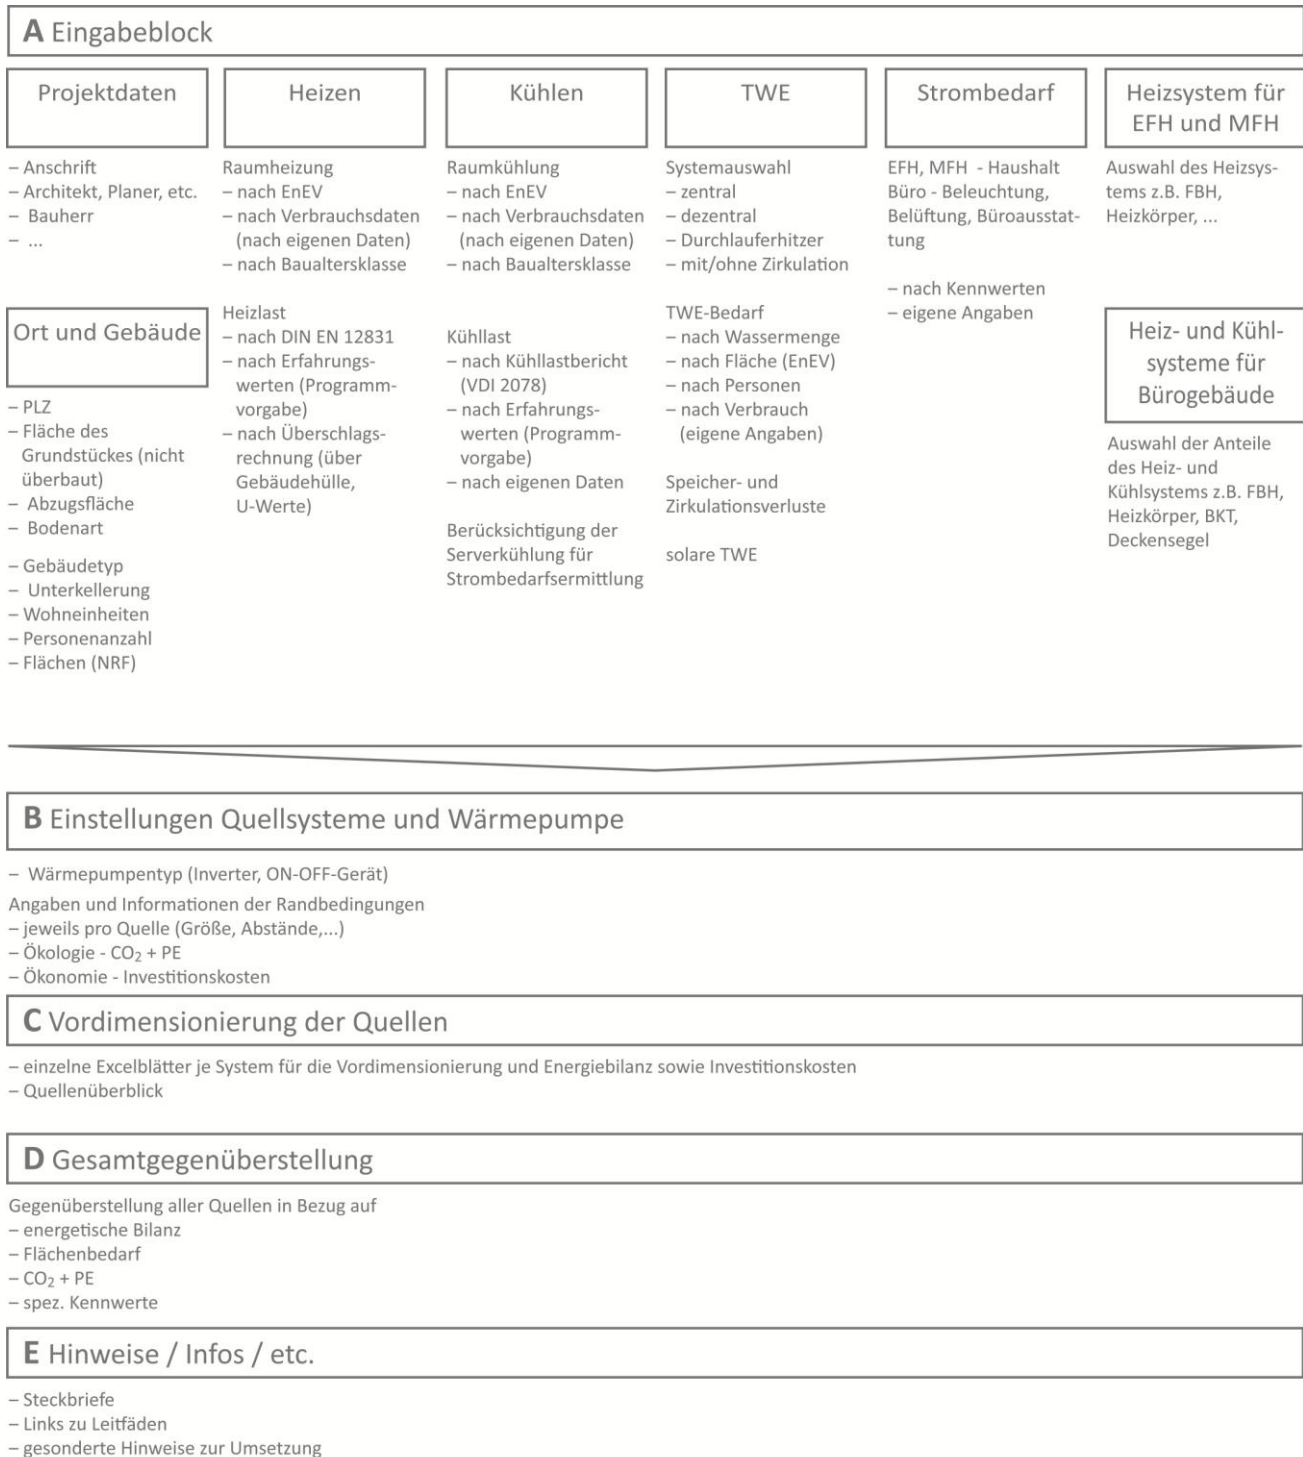 A Eingabeblock
Projektdaten
– Anschrift
– Architekt, Planer, etc.
– Bauherr
– ...
Ort und Gebäude
– PLZ
– Fläche des
Grundstückes (nicht
überbaut)
– Abzugsfläche
– Bodenart
– Gebäudetyp
– Unterkellerung
– Wohneinheiten
– Personenanzahl
– Flächen (NRF)
Heizen
Raumheizung
– nach EnEV
– nach Verbrauchsdaten
(nach eigenen Daten)
– nach Baualtersklasse
Heizlast
– nach DIN EN 12831
– nach Erfahrungs-
werten (Programm-
vorgabe)
– nach Überschlags-
rechnung (über
Gebäudehülle,
U-Werte)
Kühlen
Raumkühlung
– nach EnEV
– nach Verbrauchsdaten
(nach eigenen Daten)
– nach Baualtersklasse
Kühllast
– nach Kühllastbericht
(VDI 2078)
– nach Erfahrungs-
werten (Programm-
vorgabe)
– nach eigenen Daten
Berücksichtigung der
Serverkühlung für
Strombedarfsermittlung
TWE
Systemauswahl
– zentral
– dezentral
– Durchlauferhitzer
– mit/ohne Zirkulation
TWE-Bedarf
– nach Wassermenge
– nach Fläche (EnEV)
– nach Personen
– nach Verbrauch
(eigene Angaben)
Speicher- und
Zirkulationsverluste
solare TWE
Strombedarf
EFH, MFH - Haushalt
Büro - Beleuchtung,
Belüftung, Büroausstat-
tung
– nach Kennwerten
– eigene Angaben
Heizsystem für
EFH und MFH
Auswahl des Heizsys-
tems z.B. FBH,
Heizkörper, ...
Heiz- und Kühl-
systeme für
Bürogebäude
Auswahl der Anteile
des Heiz- und
Kühlsystems z.B. FBH,
Heizkörper, BKT,
Deckensegel
B Einstellungen Quellsysteme und Wärmepumpe
– Wärmepumpentyp (Inverter, ON-OFF-Gerät)
Angaben und Informationen der Randbedingungen
– jeweils pro Quelle (Größe, Abstände,...)
– Ökologie - CO₂ + PE
– Ökonomie - Investitionskosten
C Vordimensionierung der Quellen
– einzelne Excelblätter je System für die Vordimensionierung und Energiebilanz sowie Investitionskosten
– Quellenüberblick
D Gesamtgegenüberstellung
Gegenüberstellung aller Quellen in Bezug auf
– energetische Bilanz
– Flächenbedarf
– CO₂ + PE
– spez. Kennwerte
E Hinweise / Infos / etc.
– Steckbriefe
– Links zu Leitfäden
– gesonderte Hinweise zur Umsetzung